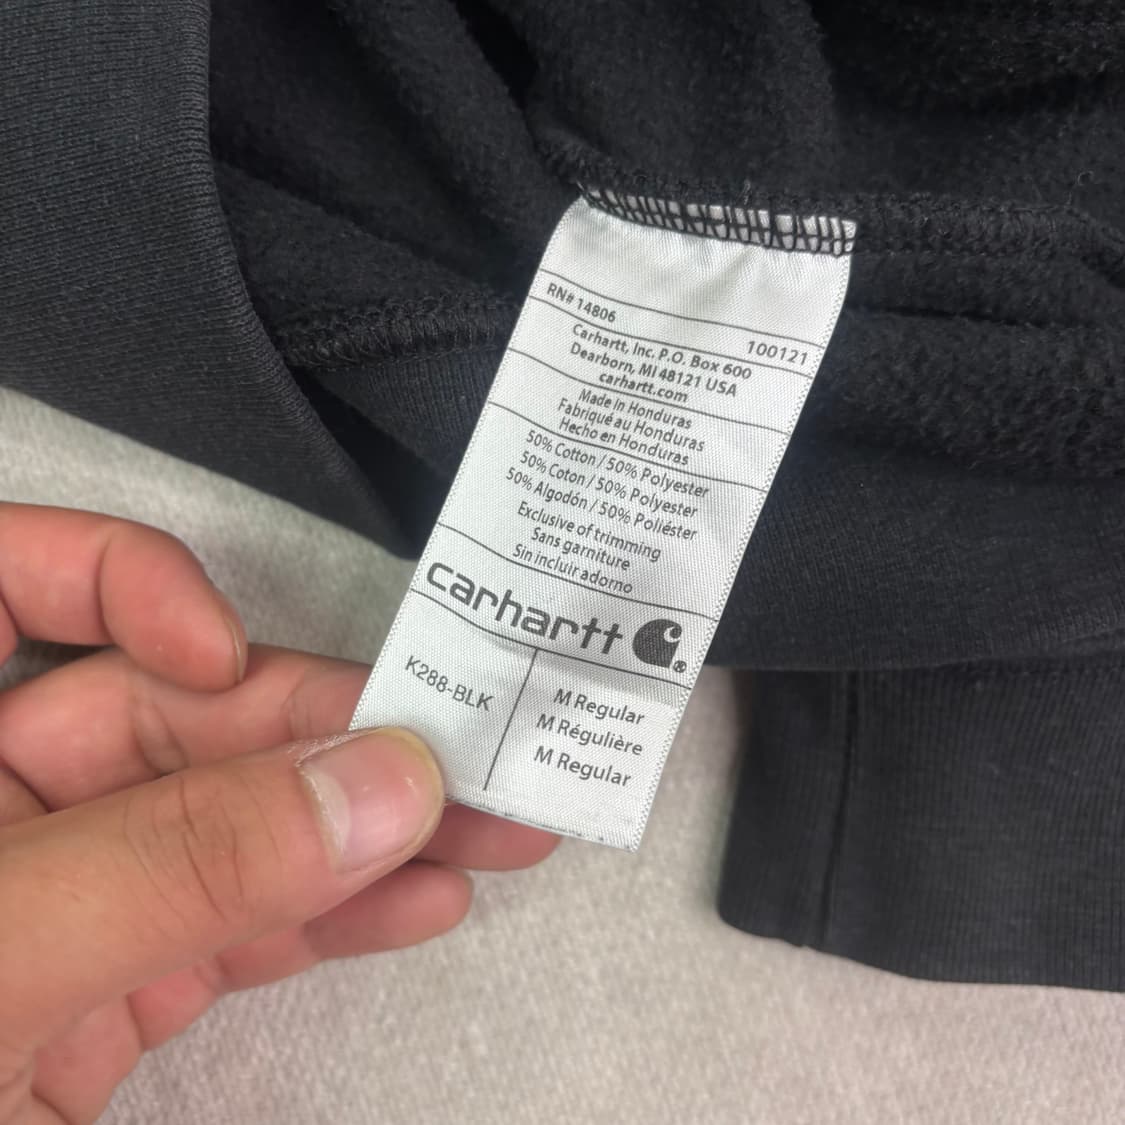 RN# 14806
100121
Carhartt, Inc. P.O. Box 600
Dearborn, MI 48121 USA
carhartt.com
Made in Honduras
Fabriqué au Honduras
Hecho en Honduras
50% Cotton / 50% Polyester
50% Coton / 50% Polyester
50% Algodón / 50% Poliéster
Exclusive of trimming
Sans garniture
Sin incluir adorno
carhartt ®
K288-BLK
M Regular
M Régulière
M Regular